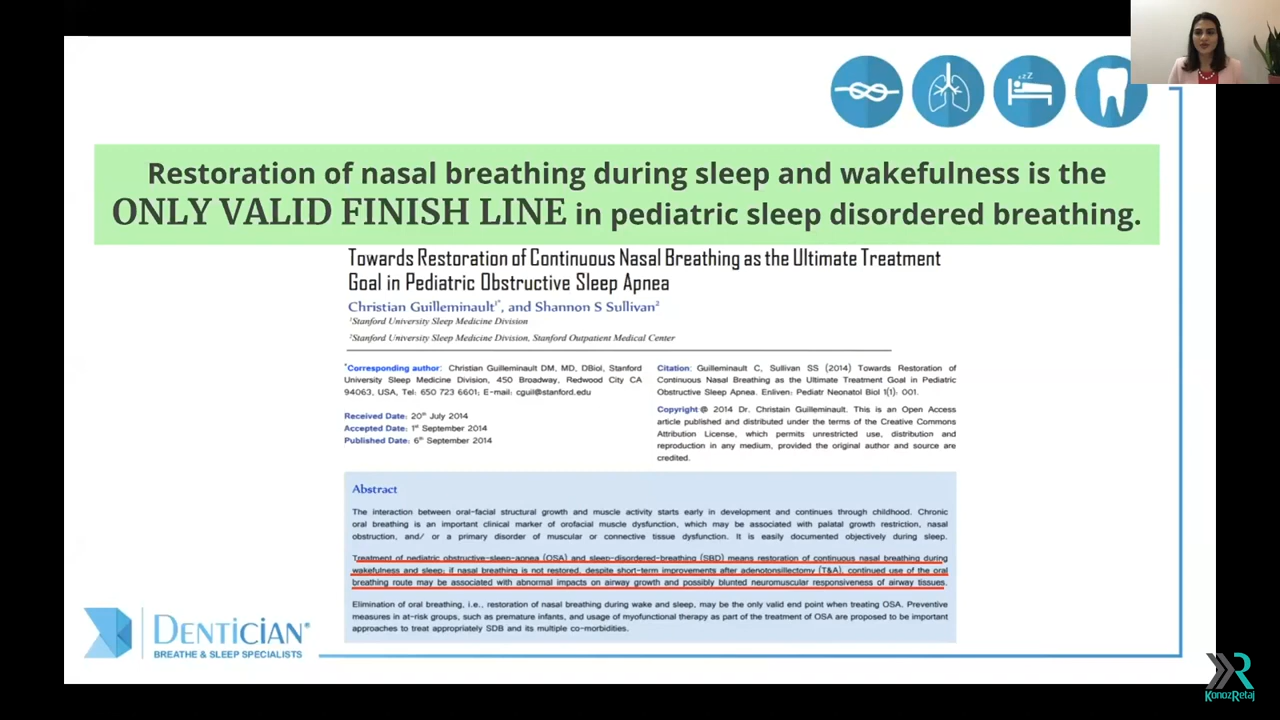 Restoration of nasal breathing during sleep and wakefulness is the
ONLY VALID FINISH LINE in pediatric sleep disordered breathing.
Towards Restoration of Continuous Nasal Breathing as the Ultimate Treatment
Goal in Pediatric Obstructive Sleep Apnea
Christian Guilleminault1*, and Shannon S Sullivan2
1Stanford University Sleep Medicine Division
2Stanford University Sleep Medicine Division, Stanford Outpatient Medical Center
*Corresponding author: Christian Guilleminault DM, MD, DBiol, Stanford
University Sleep Medicine Division, 450 Broadway, Redwood City CA
94063, USA, Tel: 650 723 6601; E-mail: cguil@stanford.edu
Received Date: 20th July 2014
Accepted Date: 1st September 2014
Published Date: 6th September 2014
Citation: Guilleminault C, Sullivan SS (2014) Towards Restoration of
Continuous Nasal Breathing as the Ultimate Treatment Goal in Pediatric
Obstructive Sleep Apnea. Enliven: Pediatr Neonatol Biol 1(1): 001.
Copyright @ 2014 Dr. Christain Guilleminault. This is an Open Access
article published and distributed under the terms of the Creative Commons
Attribution License, which permits unrestricted use, distribution and
reproduction in any medium, provided the original author and source are
credited.
Abstract
The interaction between oral-facial structural growth and muscle activity starts early in development and continues through childhood. Chronic
oral breathing is an important clinical marker of orofacial muscle dysfunction, which may be associated with palatal growth restriction, nasal
obstruction, and/ or a primary disorder of muscular or connective tissue dysfunction. It is easily documented objectively during sleep.
Treatment of pediatric obstructive-sleep-apnea (OSA) and sleep-disordered-breathing (SBD) means restoration of continuous nasal breathing during
wakefulness and sleep; if nasal breathing is not restored, despite short-term improvements after adenotonsillectomy (T&A), continued use of the oral
breathing route may be associated with abnormal impacts on airway growth and possibly blunted neuromuscular responsiveness of airway tissues.
Elimination of oral breathing, i.e., restoration of nasal breathing during wake and sleep, may be the only valid end point when treating OSA. Preventive
measures in at-risk groups, such as premature infants, and usage of myofunctional therapy as part of the treatment of OSA are proposed to be important
approaches to treat appropriately SDB and its multiple co-morbidities.
zZZ
DENTICIAN®
BREATHE & SLEEP SPECIALISTS
KonozRetaj